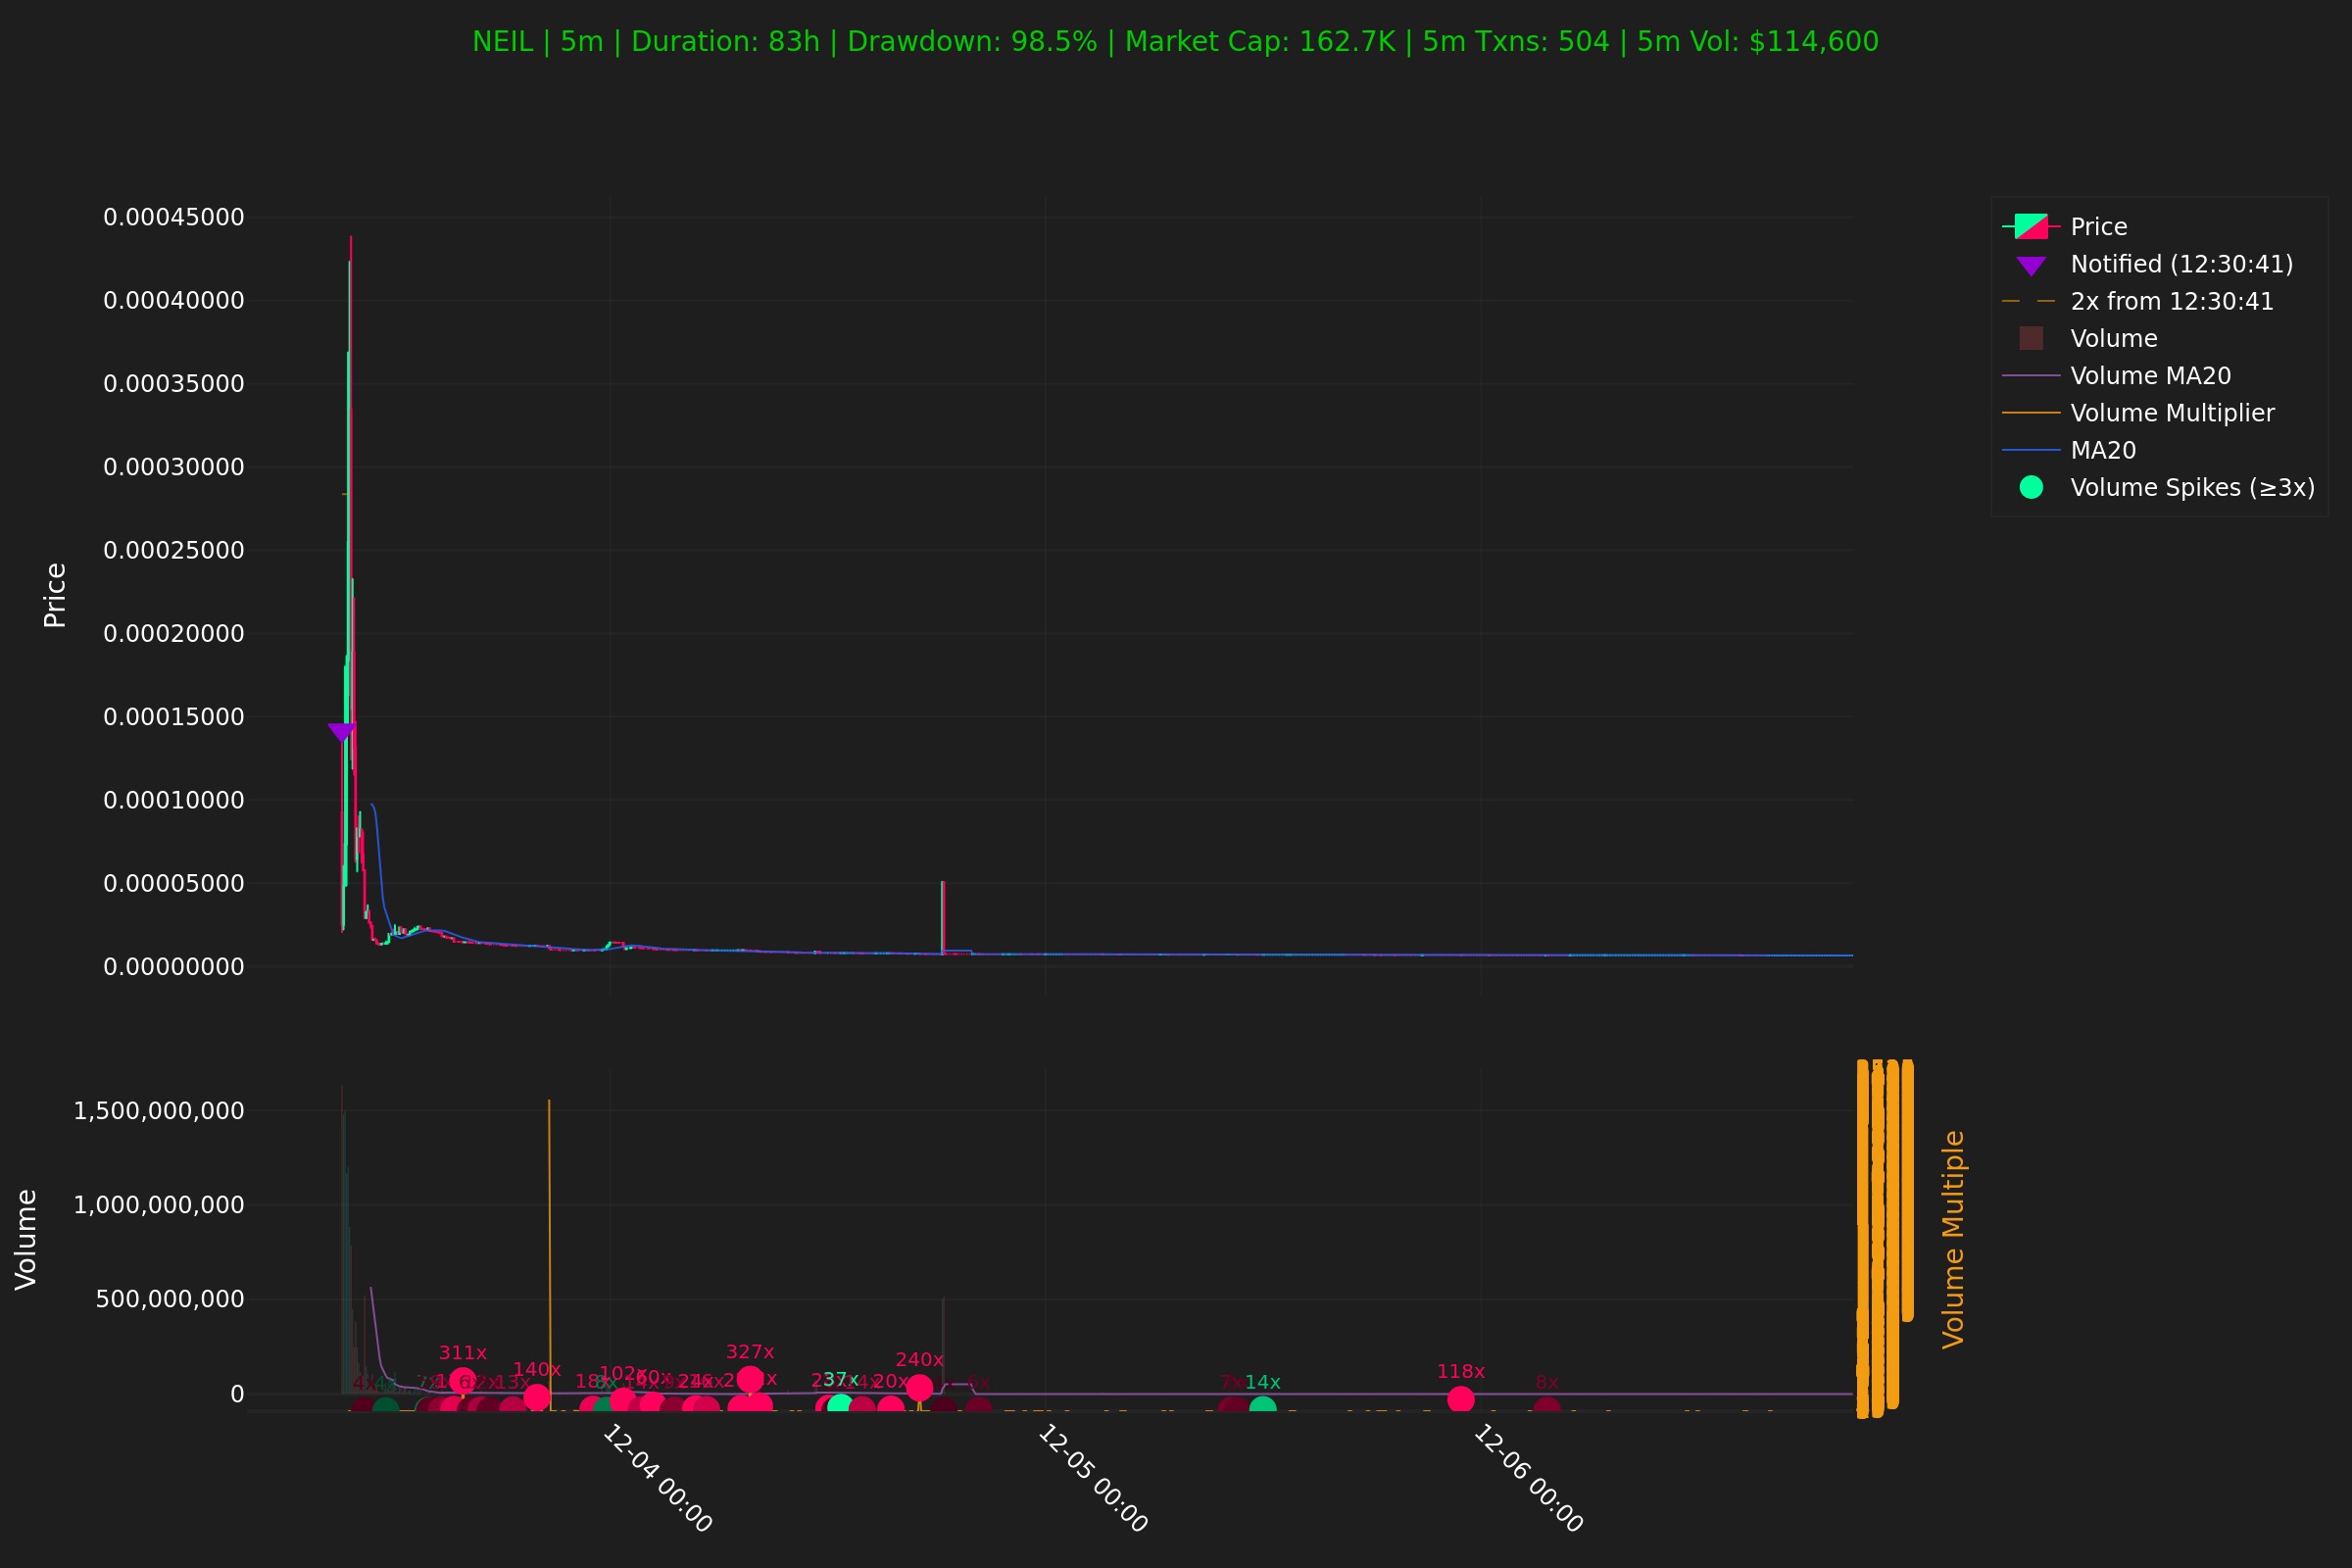 NEIL | 5m | Duration: 83h | Drawdown: 98.5% | Market Cap: 162.7K | 5m Txns: 504 | 5m Vol: $114,600
Price
0.00045000
0.00040000
0.00035000
0.00030000
0.00025000
0.00020000
0.00015000
0.00010000
0.00005000
0.00000000
Price
Notified (12:30:41)
2x from 12:30:41
Volume
Volume MA20
Volume Multiplier
MA20
Volume Spikes (≥3x)
Volume
1,500,000,000
1,000,000,000
500,000,000
0
311x
140x
13x
102x
327x
37x
20x
240x
6x
14x
118x
8x
Volume Multiple
12-04 00:00
12-05 00:00
12-06 00:00